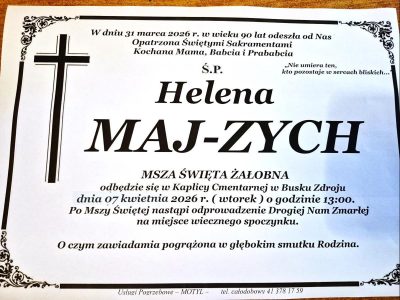 W dniu 31 marca 2026 r. w wieku 90 lat odeszła od Nas
Opatrzona Świętymi Sakramentami
Kochana Mama, Babcia i Prababcia
„Nie umiera ten,
kto pozostaje w sercach bliskich...
Ś.P.
Helena
MAJ-ZYCH
MSZA ŚWIĘTA ŻAŁOBNA
odbędzie się w Kaplicy Cmentarnej w Busku Zdroju
dnia 07 kwietnia 2026 r. ( wtorek ) o godzinie 13:00.
Po Mszy Świętej nastąpi odprowadzenie Drogiej Nam Zmarłej
na miejsce wiecznego spoczynku.
O czym zawiadamia pogrążona w głębokim smutku Rodzina.
Usługi Pogrzebowe – MOTYL – tel. całodobowy 41 378 17 59